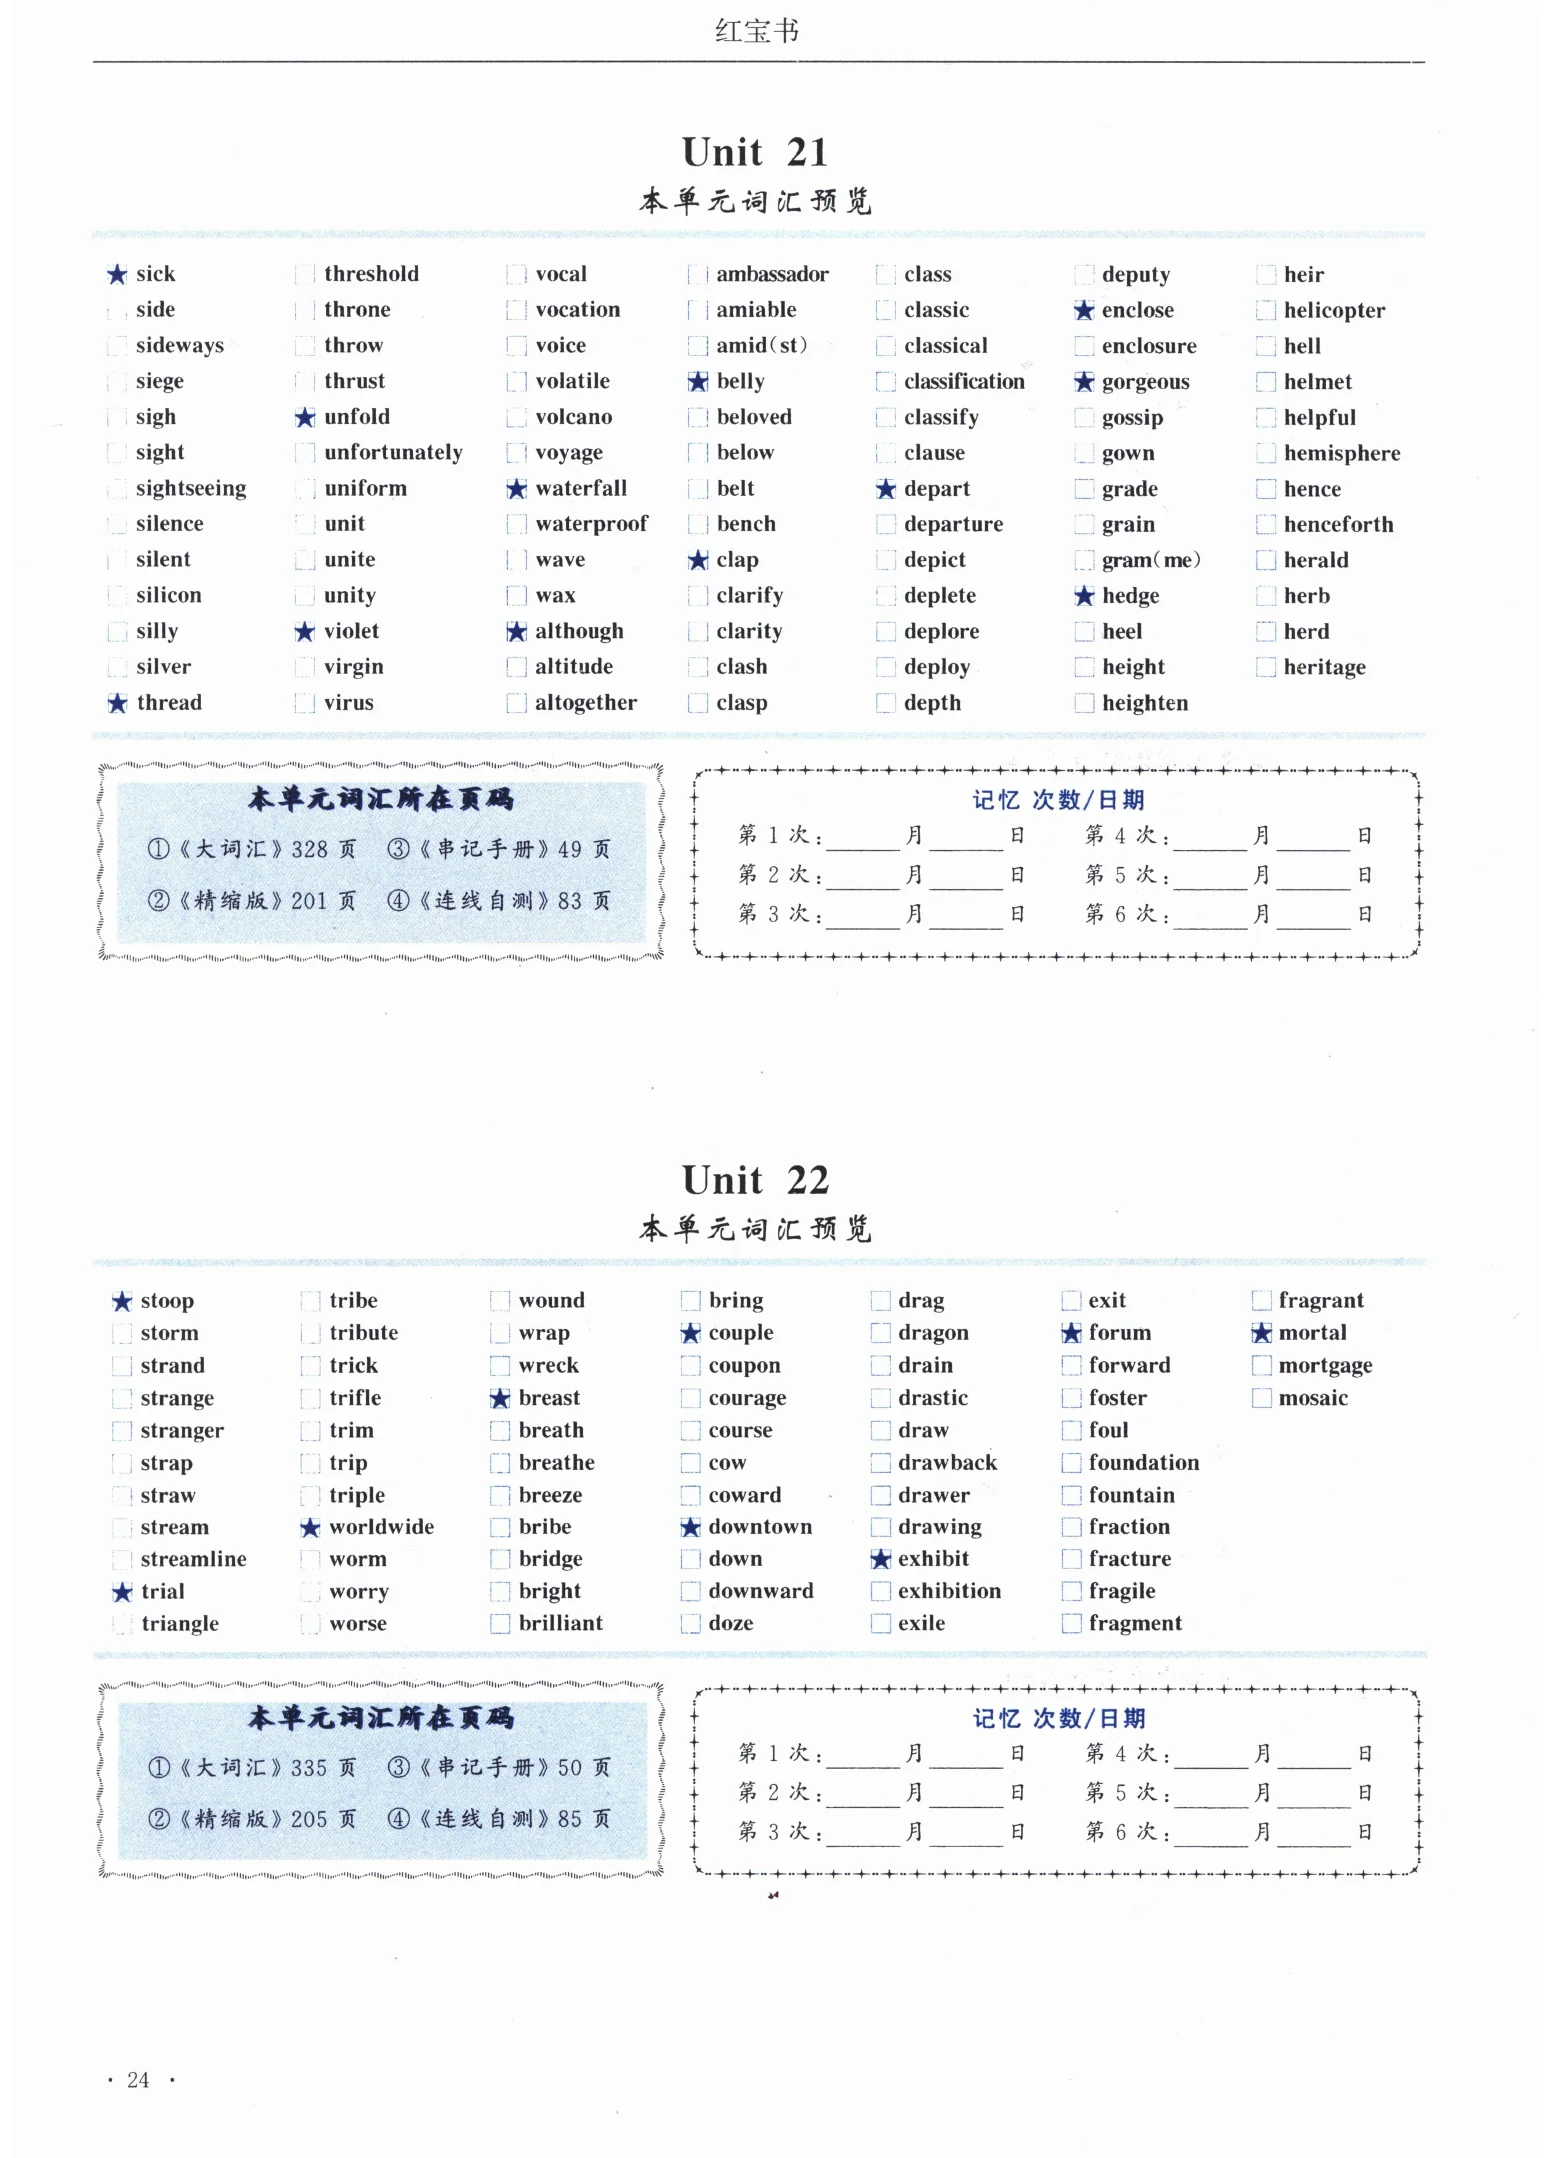 红宝书
Unit 21
本单元词汇预览
★ sick threshold vocal ambassador class deputy heir
side throne vocation amiable classic ★ enclose helicopter
sideways throw voice amid(st) classical enclosure hell
siege thrust volatile ★ belly classification ★ gorgeous helmet
sigh ★ unfold volcano beloved classify gossip helpful
sight unfortunately voyage below clause gown hemisphere
sightseeing uniform ★ waterfall belt ★ depart grade hence
silence unit waterproof bench departure grain henceforth
silent unite wave ★ clap depict gram(me) herald
silicon unity wax clarify deplete ★ hedge herb
silly ★ violet ★ although clarity deplore heel herd
silver virgin altitude clash deploy height heritage
★ thread virus altogether clasp depth heighten
本单元词汇所在页码
①《大词汇》328 页 ③《串记手册》49 页
②《精缩版》201 页 ④《连线自测》83 页
记忆 次数/日期
第 1 次:______月______日 第 4 次:______月______日
第 2 次:______月______日 第 5 次:______月______日
第 3 次:______月______日 第 6 次:______月______日
Unit 22
本单元词汇预览
★ stoop tribe wound bring drag exit fragrant
storm tribute wrap ★ couple dragon ★ forum ★ mortal
strand trick wreck coupon drain forward mortgage
strange trifle ★ breast courage drastic foster mosaic
stranger trim breath course draw foul
strap trip breathe cow drawback foundation
straw triple breeze coward drawer fountain
stream ★ worldwide bribe ★ downtown drawing fraction
streamline worm bridge down ★ exhibit fracture
★ trial worry bright downward exhibition fragile
triangle worse brilliant doze exile fragment
本单元词汇所在页码
①《大词汇》335 页 ③《串记手册》50 页
②《精缩版》205 页 ④《连线自测》85 页
记忆 次数/日期
第 1 次:______月______日 第 4 次:______月______日
第 2 次:______月______日 第 5 次:______月______日
第 3 次:______月______日 第 6 次:______月______日
· 24 ·